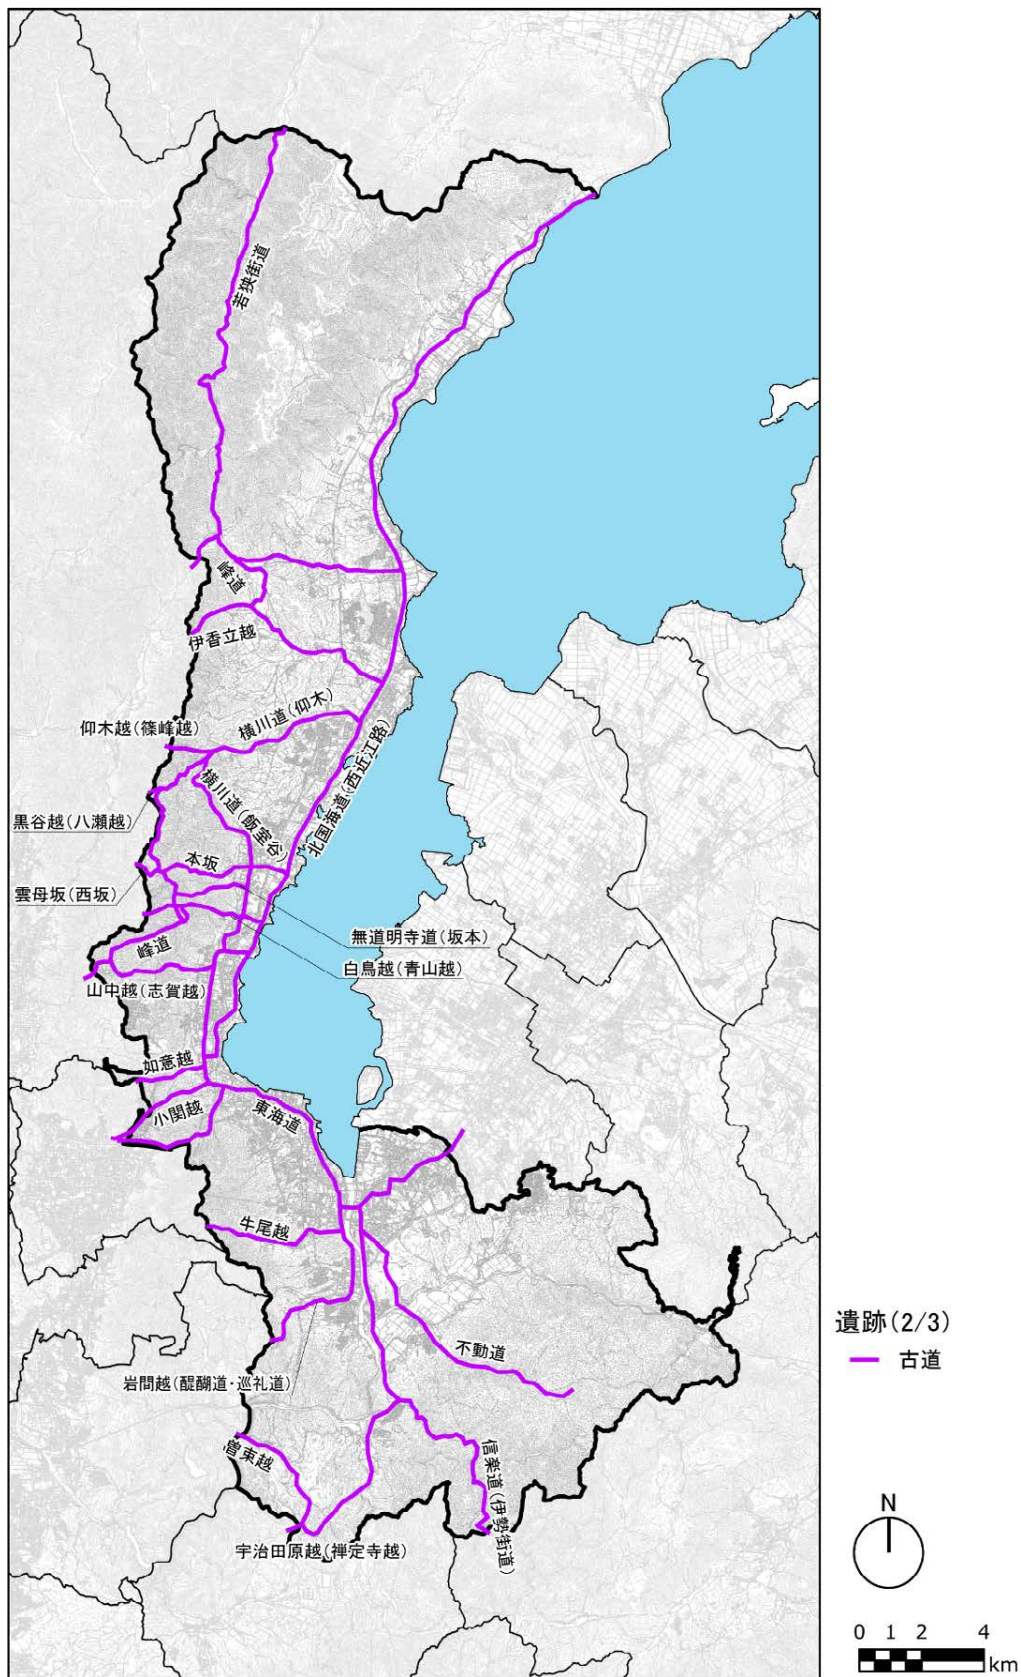 若狭街道
峰道
伊香立越
横川道(仰木)
仰木越(篠峰越)
北国海道(西近江路)
横川道(飯室谷)
黒谷越(八瀬越)
本坂
雲母坂(西坂)
無道明寺道(坂本)
峰道
白鳥越(青山越)
山中越(志賀越)
如意越
小関越
東海道
牛尾越
不動道
岩間越(醍醐道・巡礼道)
曽束越
信楽道(伊勢街道)
宇治田原越(禅定寺越)
遺跡(2/3)
古道
N
0 1 2 4
km